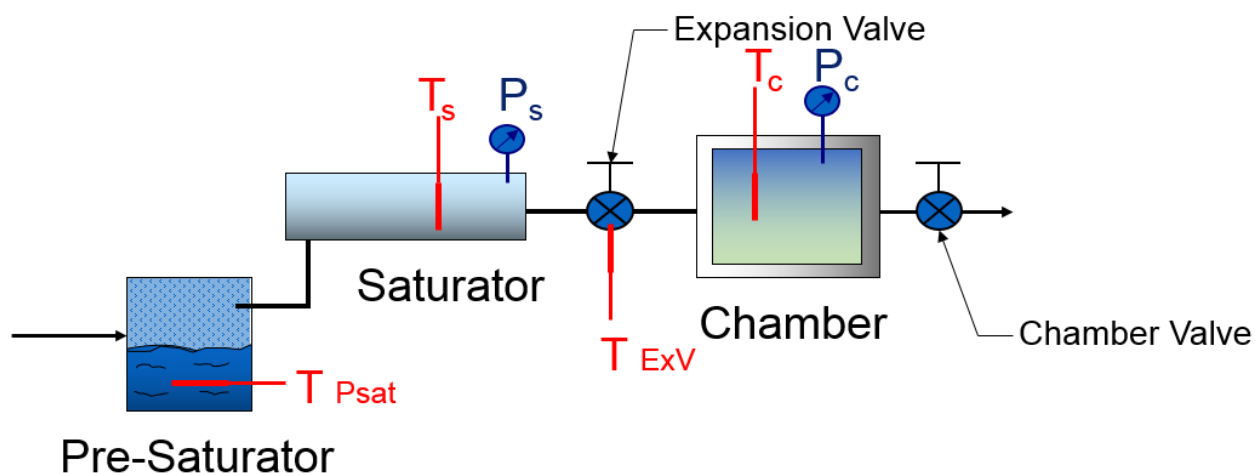 Expansion Valve
Ts
Ps
Tc
Pc
Saturator
Chamber
T ExV
Chamber Valve
T Psat
Pre-Saturator